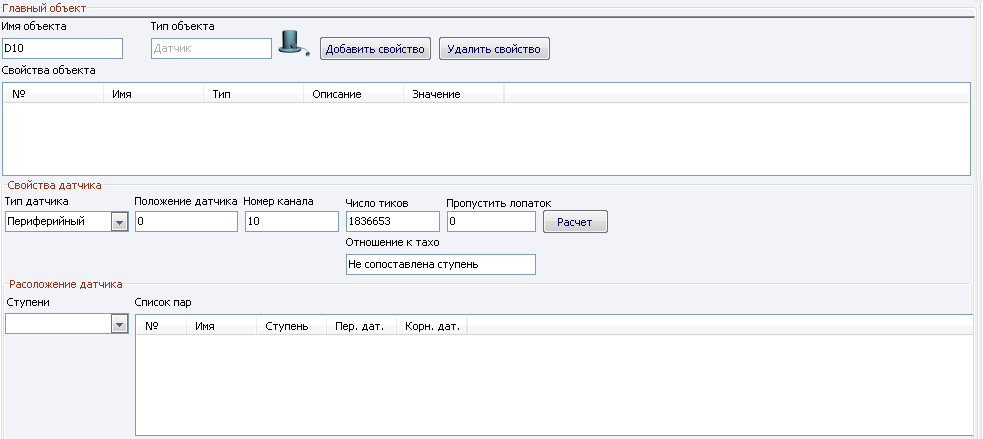 Главный объект
Имя объекта Тип объекта
D10 Датчик Добавить свойство Удалить свойство
Свойства объекта
№ Имя Тип Описание Значение
Свойства датчика
Тип датчика Положение датчика Номер канала Число тиков Пропустить лопаток
Периферийный 0 10 1836653 0 Расчет
Отношение к тахо
Не сопоставлена ступень
Расоложение датчика
Ступени Список пар
№ Имя Ступень Пер. дат. Корн. дат.